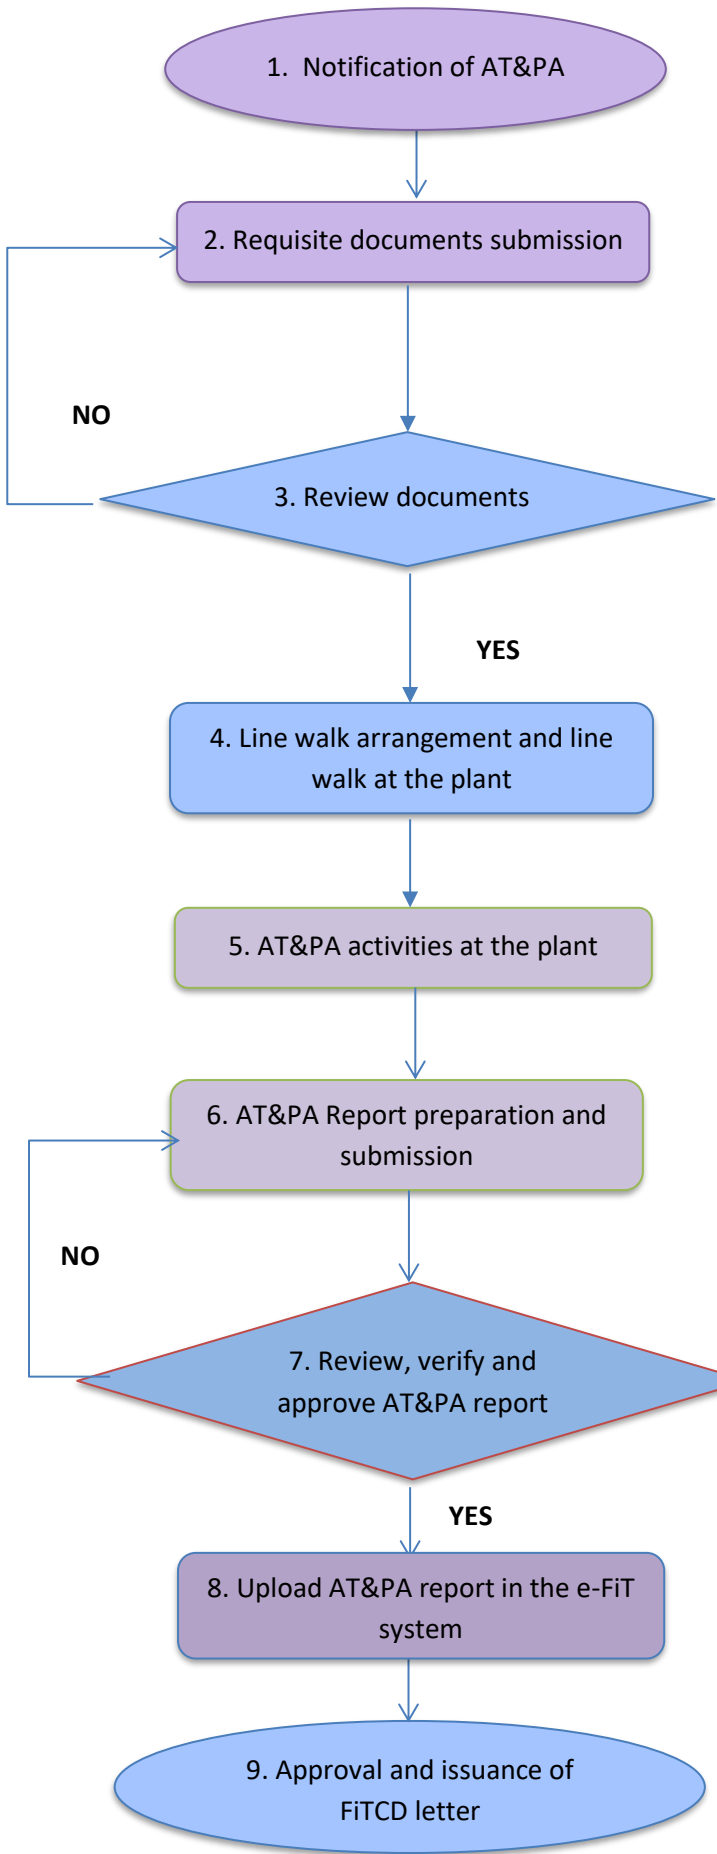 1. Notification of AT&PA
2. Requisite documents submission
NO
3. Review documents
YES
4. Line walk arrangement and line
walk at the plant
5. AT&PA activities at the plant
6. AT&PA Report preparation and
submission
NO
7. Review, verify and
approve AT&PA report
YES
8. Upload AT&PA report in the e-FiT
system
9. Approval and issuance of
FiTCD letter